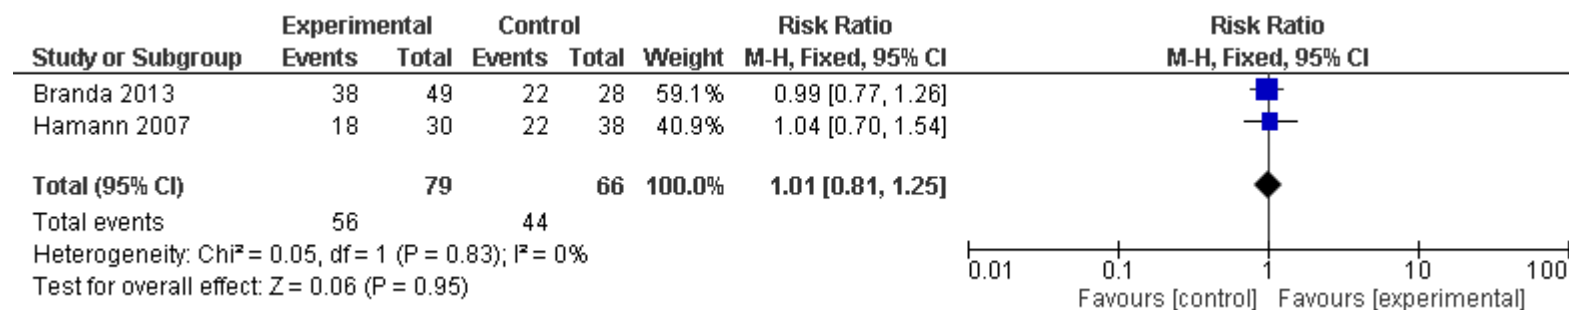 Experimental Control Risk Ratio Risk Ratio
Study or Subgroup Events Total Events Total Weight M-H, Fixed, 95% CI M-H, Fixed, 95% CI
Branda 2013 38 49 22 28 59.1% 0.99 [0.77, 1.26]
Hamann 2007 18 30 22 38 40.9% 1.04 [0.70, 1.54]
Total (95% CI) 79 66 100.0% 1.01 [0.81, 1.25]
Total events 56 44
Heterogeneity: Chi² = 0.05, df = 1 (P = 0.83); I² = 0%
Test for overall effect: Z = 0.06 (P = 0.95)
0.01 0.1 1 10 100
Favours [control] Favours [experimental]